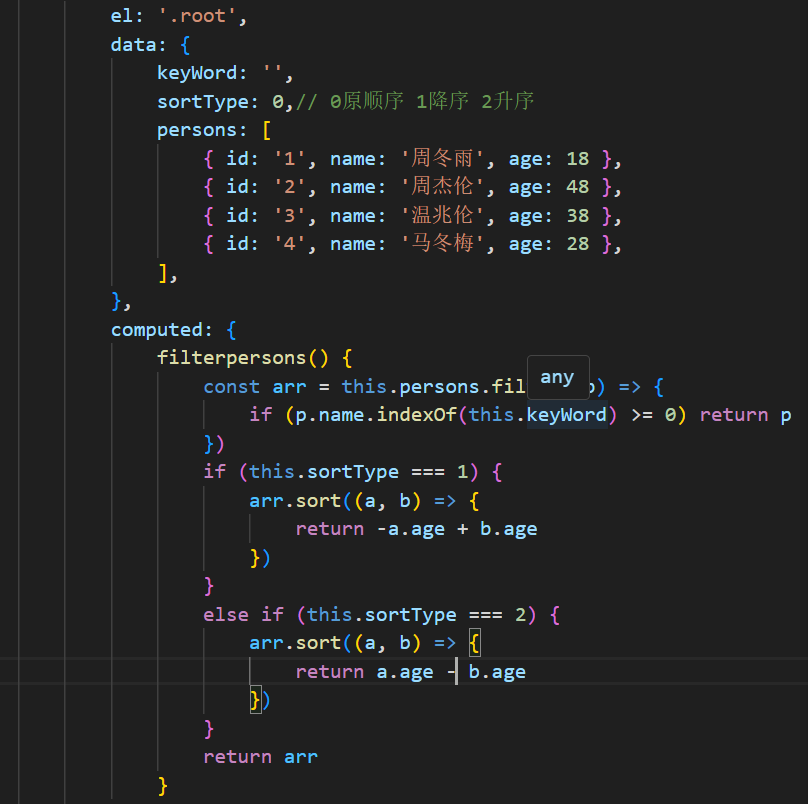 el: '.root',
data: {
keyWord: '',
sortType: 0,// 0原顺序 1降序 2升序
persons: [
{ id: '1', name: '周冬雨', age: 18 },
{ id: '2', name: '周杰伦', age: 48 },
{ id: '3', name: '温兆伦', age: 38 },
{ id: '4', name: '马冬梅', age: 28 },
],
},
computed: {
filterpersons() {
any
const arr = this.persons.fil p) => {
if (p.name.indexOf(this.keyWord) >= 0) return p
})
if (this.sortType === 1) {
arr.sort((a, b) => {
return -a.age + b.age
})
}
else if (this.sortType === 2) {
arr.sort((a, b) => {
return a.age - b.age
})
}
return arr
}